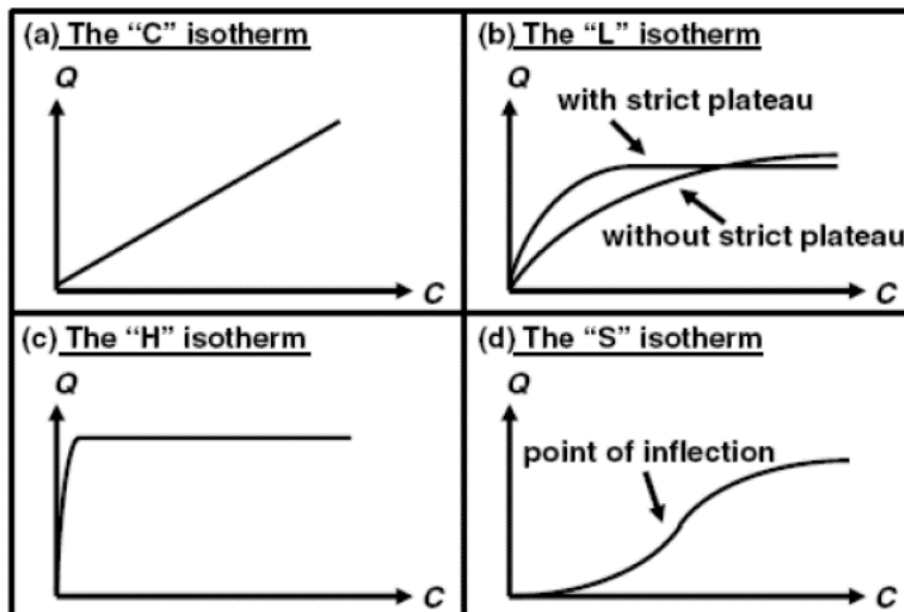 (a) The “C” isotherm
Q
C
(b) The “L” isotherm
Q
with strict plateau
without strict plateau
C
(c) The “H” isotherm
Q
C
(d) The “S” isotherm
Q
point of inflection
C